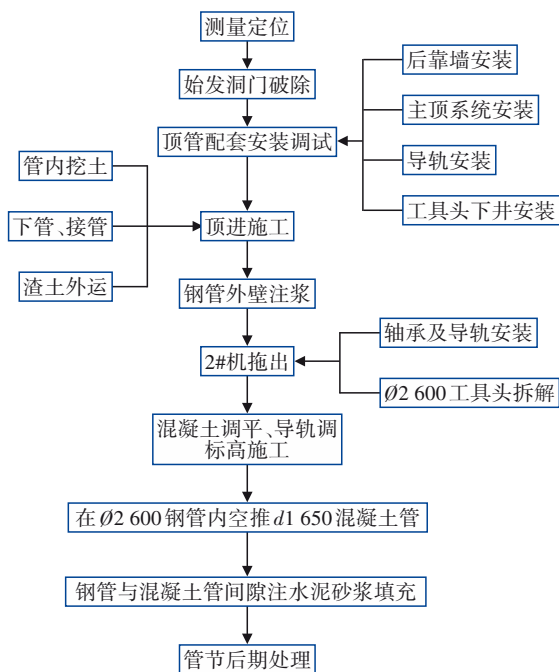 测量定位
始发洞门破除
顶管配套安装调试
后靠墙安装
主顶系统安装
导轨安装
工具头下井安装
管内挖土
下管、接管
渣土外运
顶进施工
钢管外壁注浆
2#机拖出
轴承及导轨安装
Ø2 600工具头拆解
混凝土调平、导轨调
标高施工
在Ø2 600钢管内空推d1 650混凝土管
钢管与混凝土管间隙注水泥砂浆填充
管节后期处理